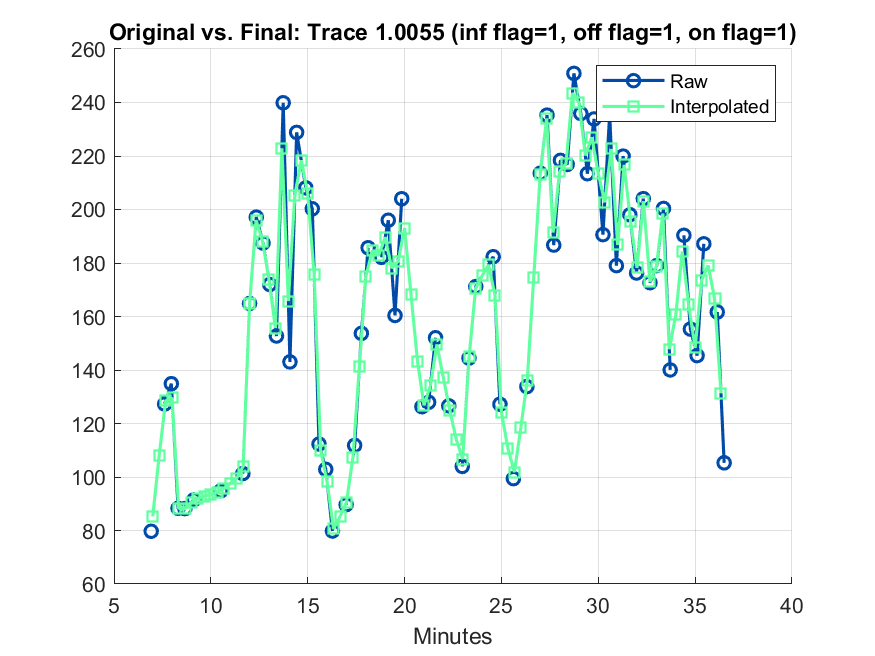 Original vs. Final: Trace 1.0055 (inf flag=1, off flag=1, on flag=1)
260
240
220
200
180
160
140
120
100
80
60
Raw
Interpolated
5 10 15 20 25 30 35 40
Minutes